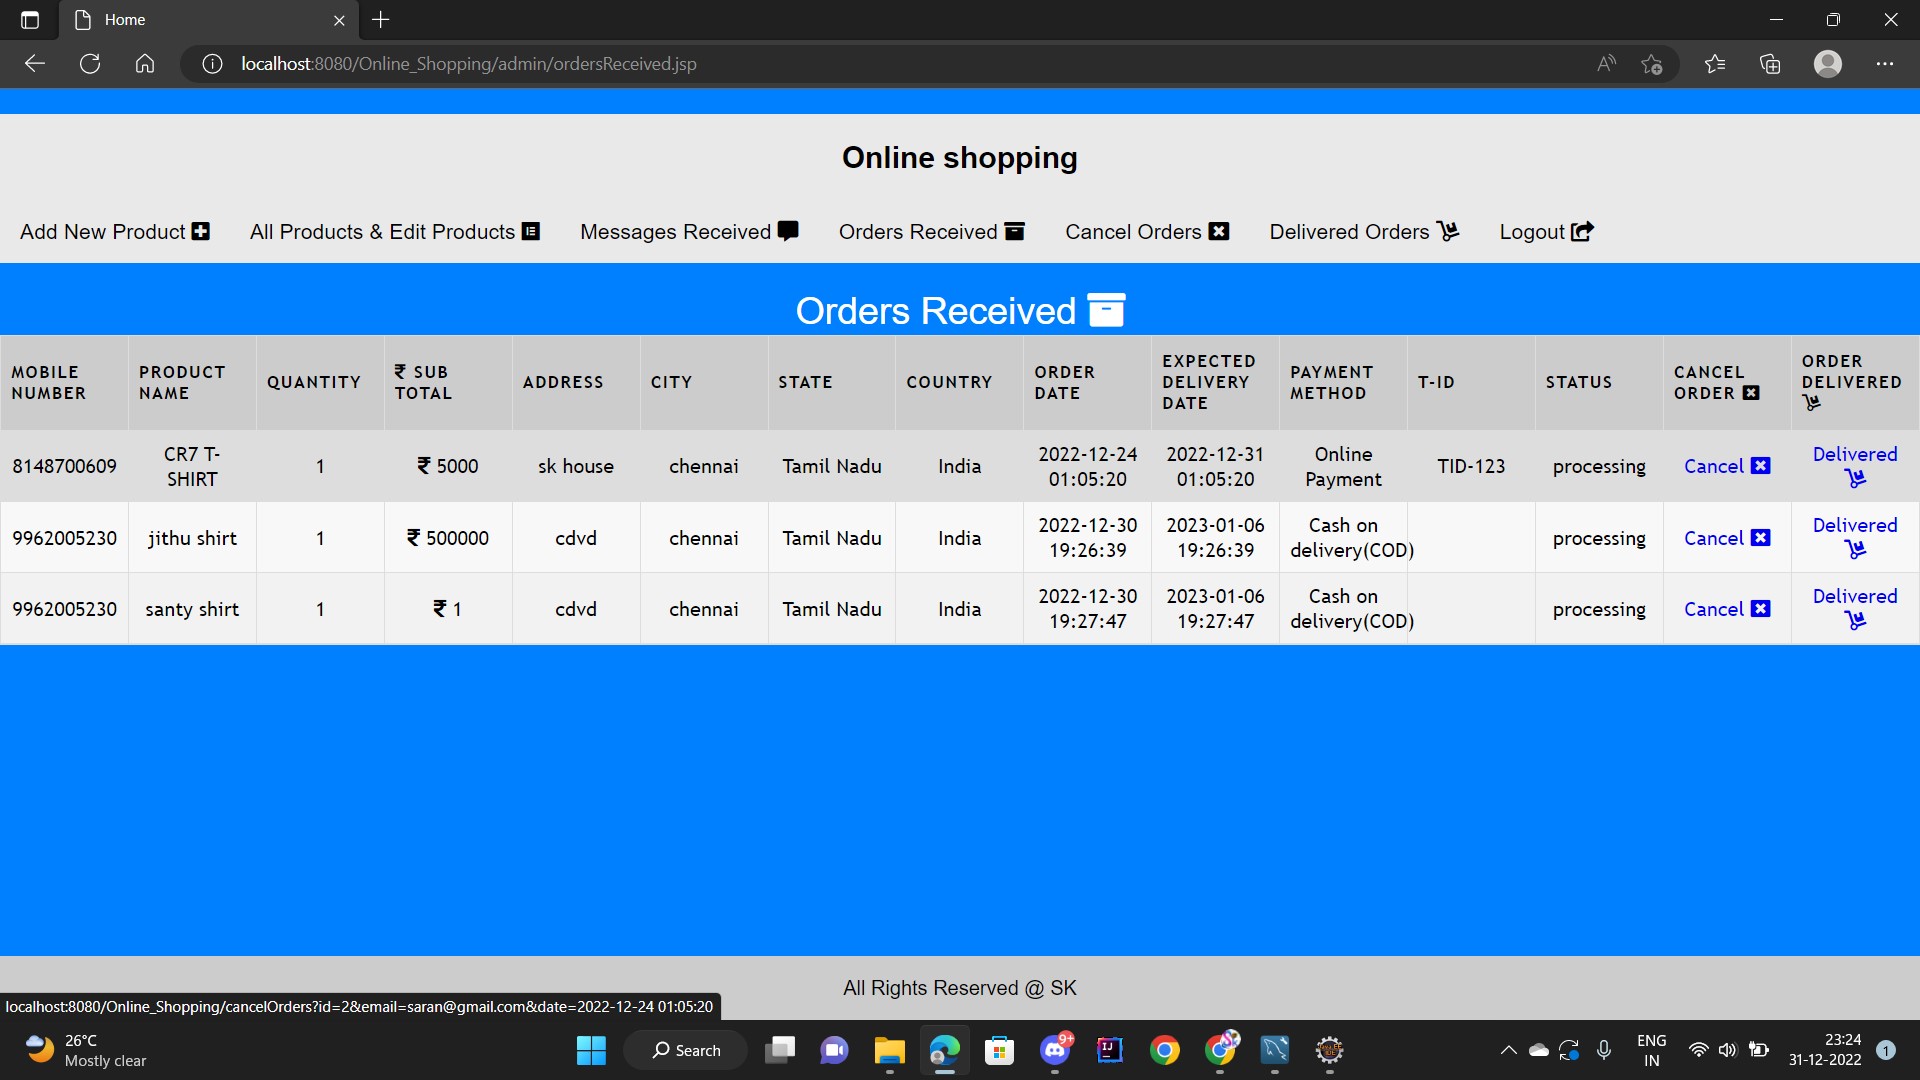 Home
localhost:8080/Online_Shopping/admin/ordersReceived.jsp
Online shopping
Add New Product All Products & Edit Products Messages Received Orders Received Cancel Orders Delivered Orders Logout
Orders Received
MOBILE NUMBER PRODUCT NAME QUANTITY ₹ SUB TOTAL ADDRESS CITY STATE COUNTRY ORDER DATE EXPECTED DELIVERY DATE PAYMENT METHOD T-ID STATUS CANCEL ORDER ORDER DELIVERED
8148700609 CR7 T-SHIRT 1 ₹ 5000 sk house chennai Tamil Nadu India 2022-12-24 01:05:20 2022-12-31 01:05:20 Online Payment TID-123 processing Cancel Delivered
9962005230 jithu shirt 1 ₹ 500000 cdvd chennai Tamil Nadu India 2022-12-30 19:26:39 2023-01-06 19:26:39 Cash on delivery(COD) processing Cancel Delivered
9962005230 santy shirt 1 ₹ 1 cdvd chennai Tamil Nadu India 2022-12-30 19:27:47 2023-01-06 19:27:47 Cash on delivery(COD) processing Cancel Delivered
All Rights Reserved @ SK
localhost:8080/Online_Shopping/cancelOrders?id=2&email=saran@gmail.com&date=2022-12-24 01:05:20
26°C
Mostly clear
Search
9+
IJ
ENG
IN
23:24
31-12-2022
1